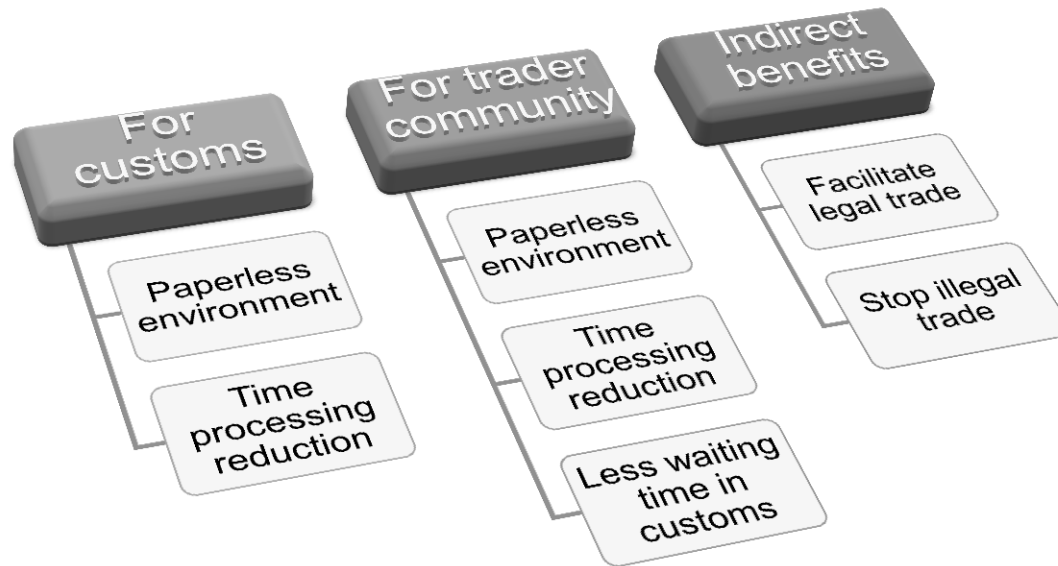 For
customs
Paperless
environment
Time
processing
reduction
For trader
community
Paperless
environment
Time
processing
reduction
Less waiting
time in
customs
Indirect
benefits
Facilitate
legal trade
Stop illegal
trade